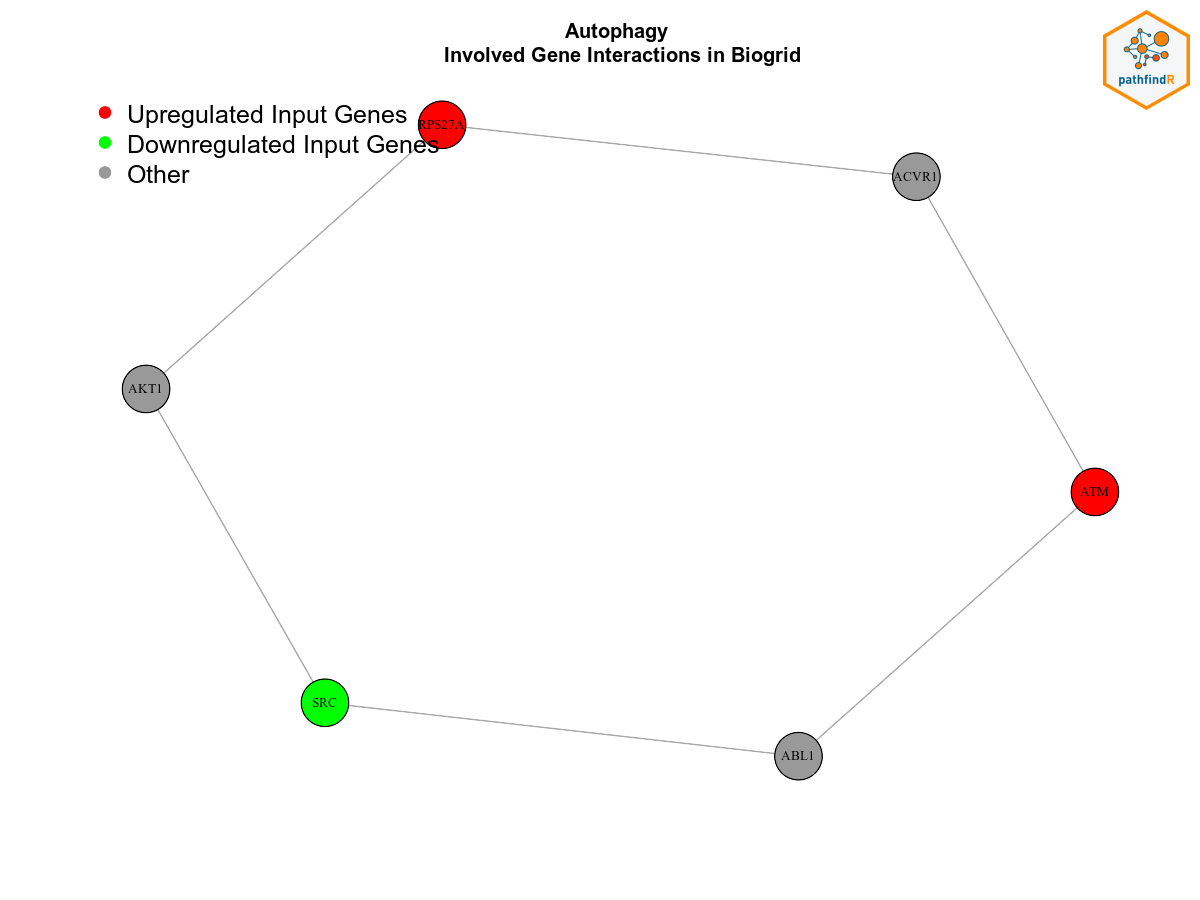 Autophagy
Involved Gene Interactions in Biogrid
pathfindR
Upregulated Input Genes
Downregulated Input Genes
Other
RPS27A
ACVR1
AKT1
ATM
SRC
ABL1